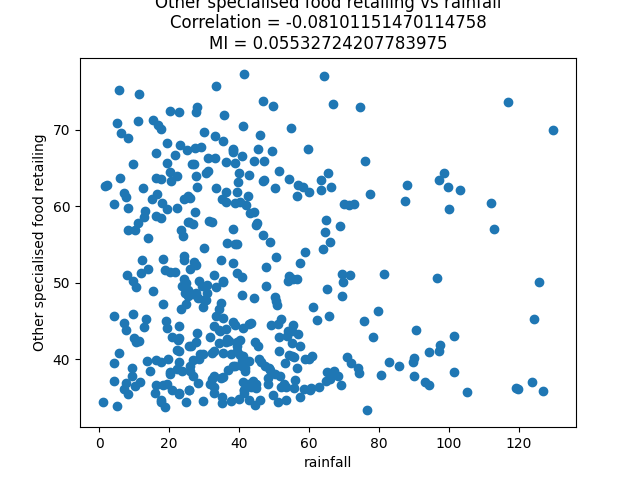 Other specialised food retailing vs rainfall
Correlation = -0.08101151470114758
MI = 0.05532724207783975
Other specialised food retailing
70
60
50
40
0 20 40 60 80 100 120
rainfall